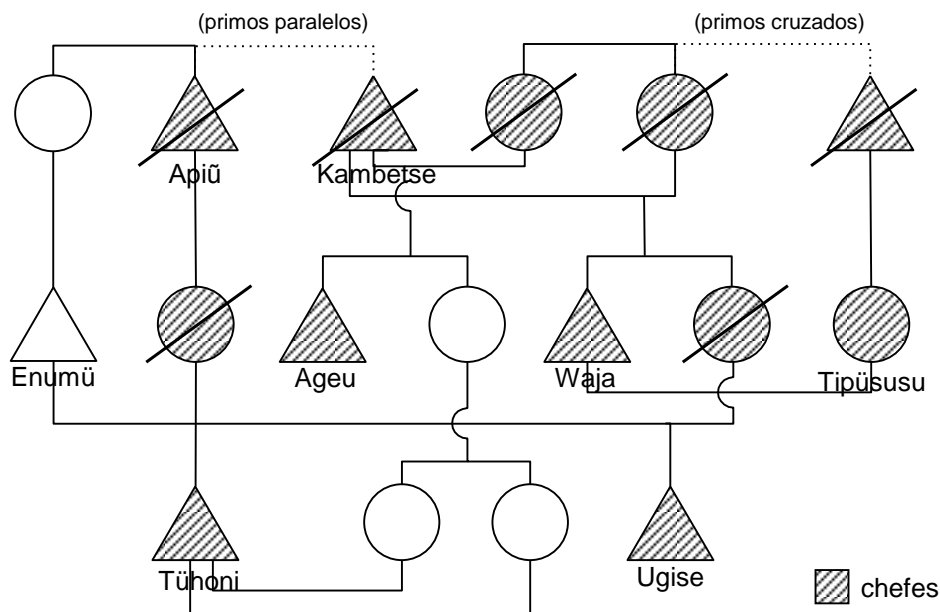 (primos paralelos)
(primos cruzados)
Apiũ
Kambetse
Enumü
Ageu
Waja
Tipüsusu
Tühoni
Ugise
chefes